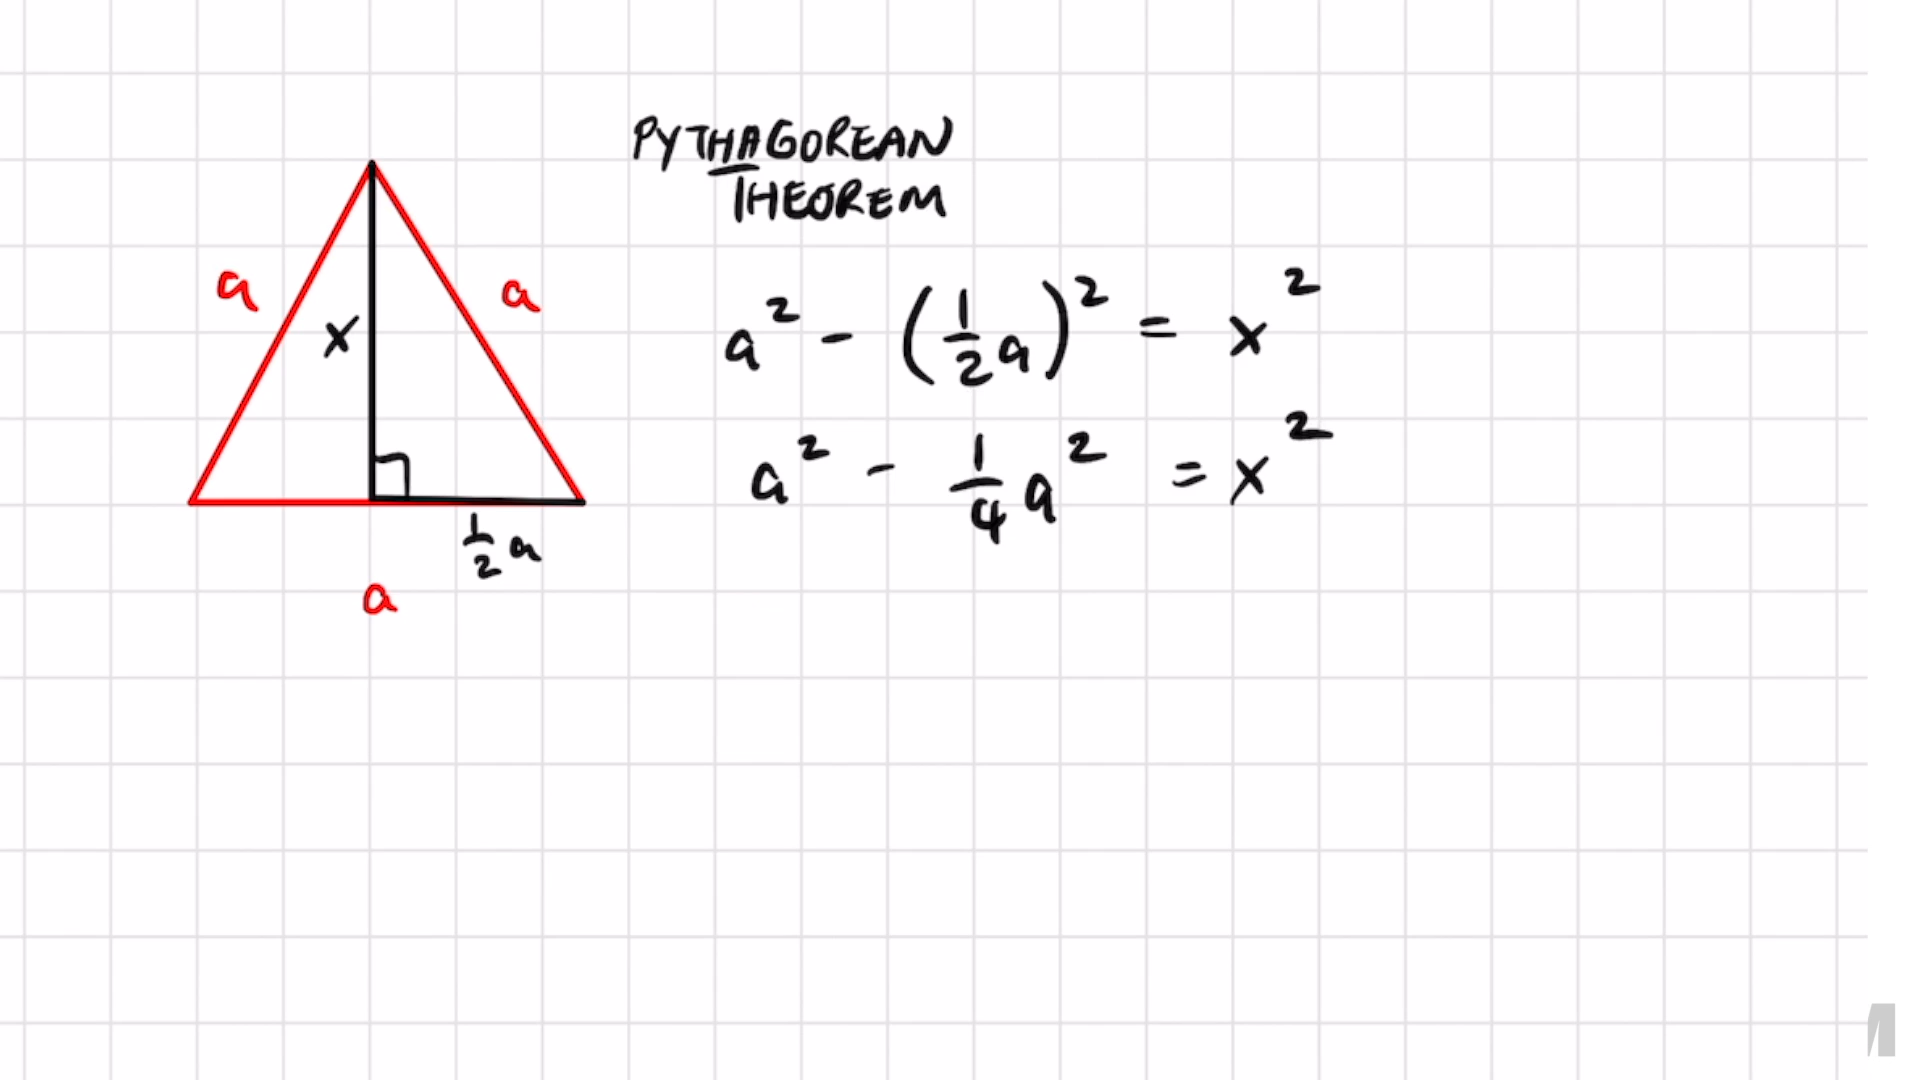 PYTHAGOREAN
THEOREM
a
x
a
a² - (½a)² = x²
a² - ¼a² = x²
½a
a